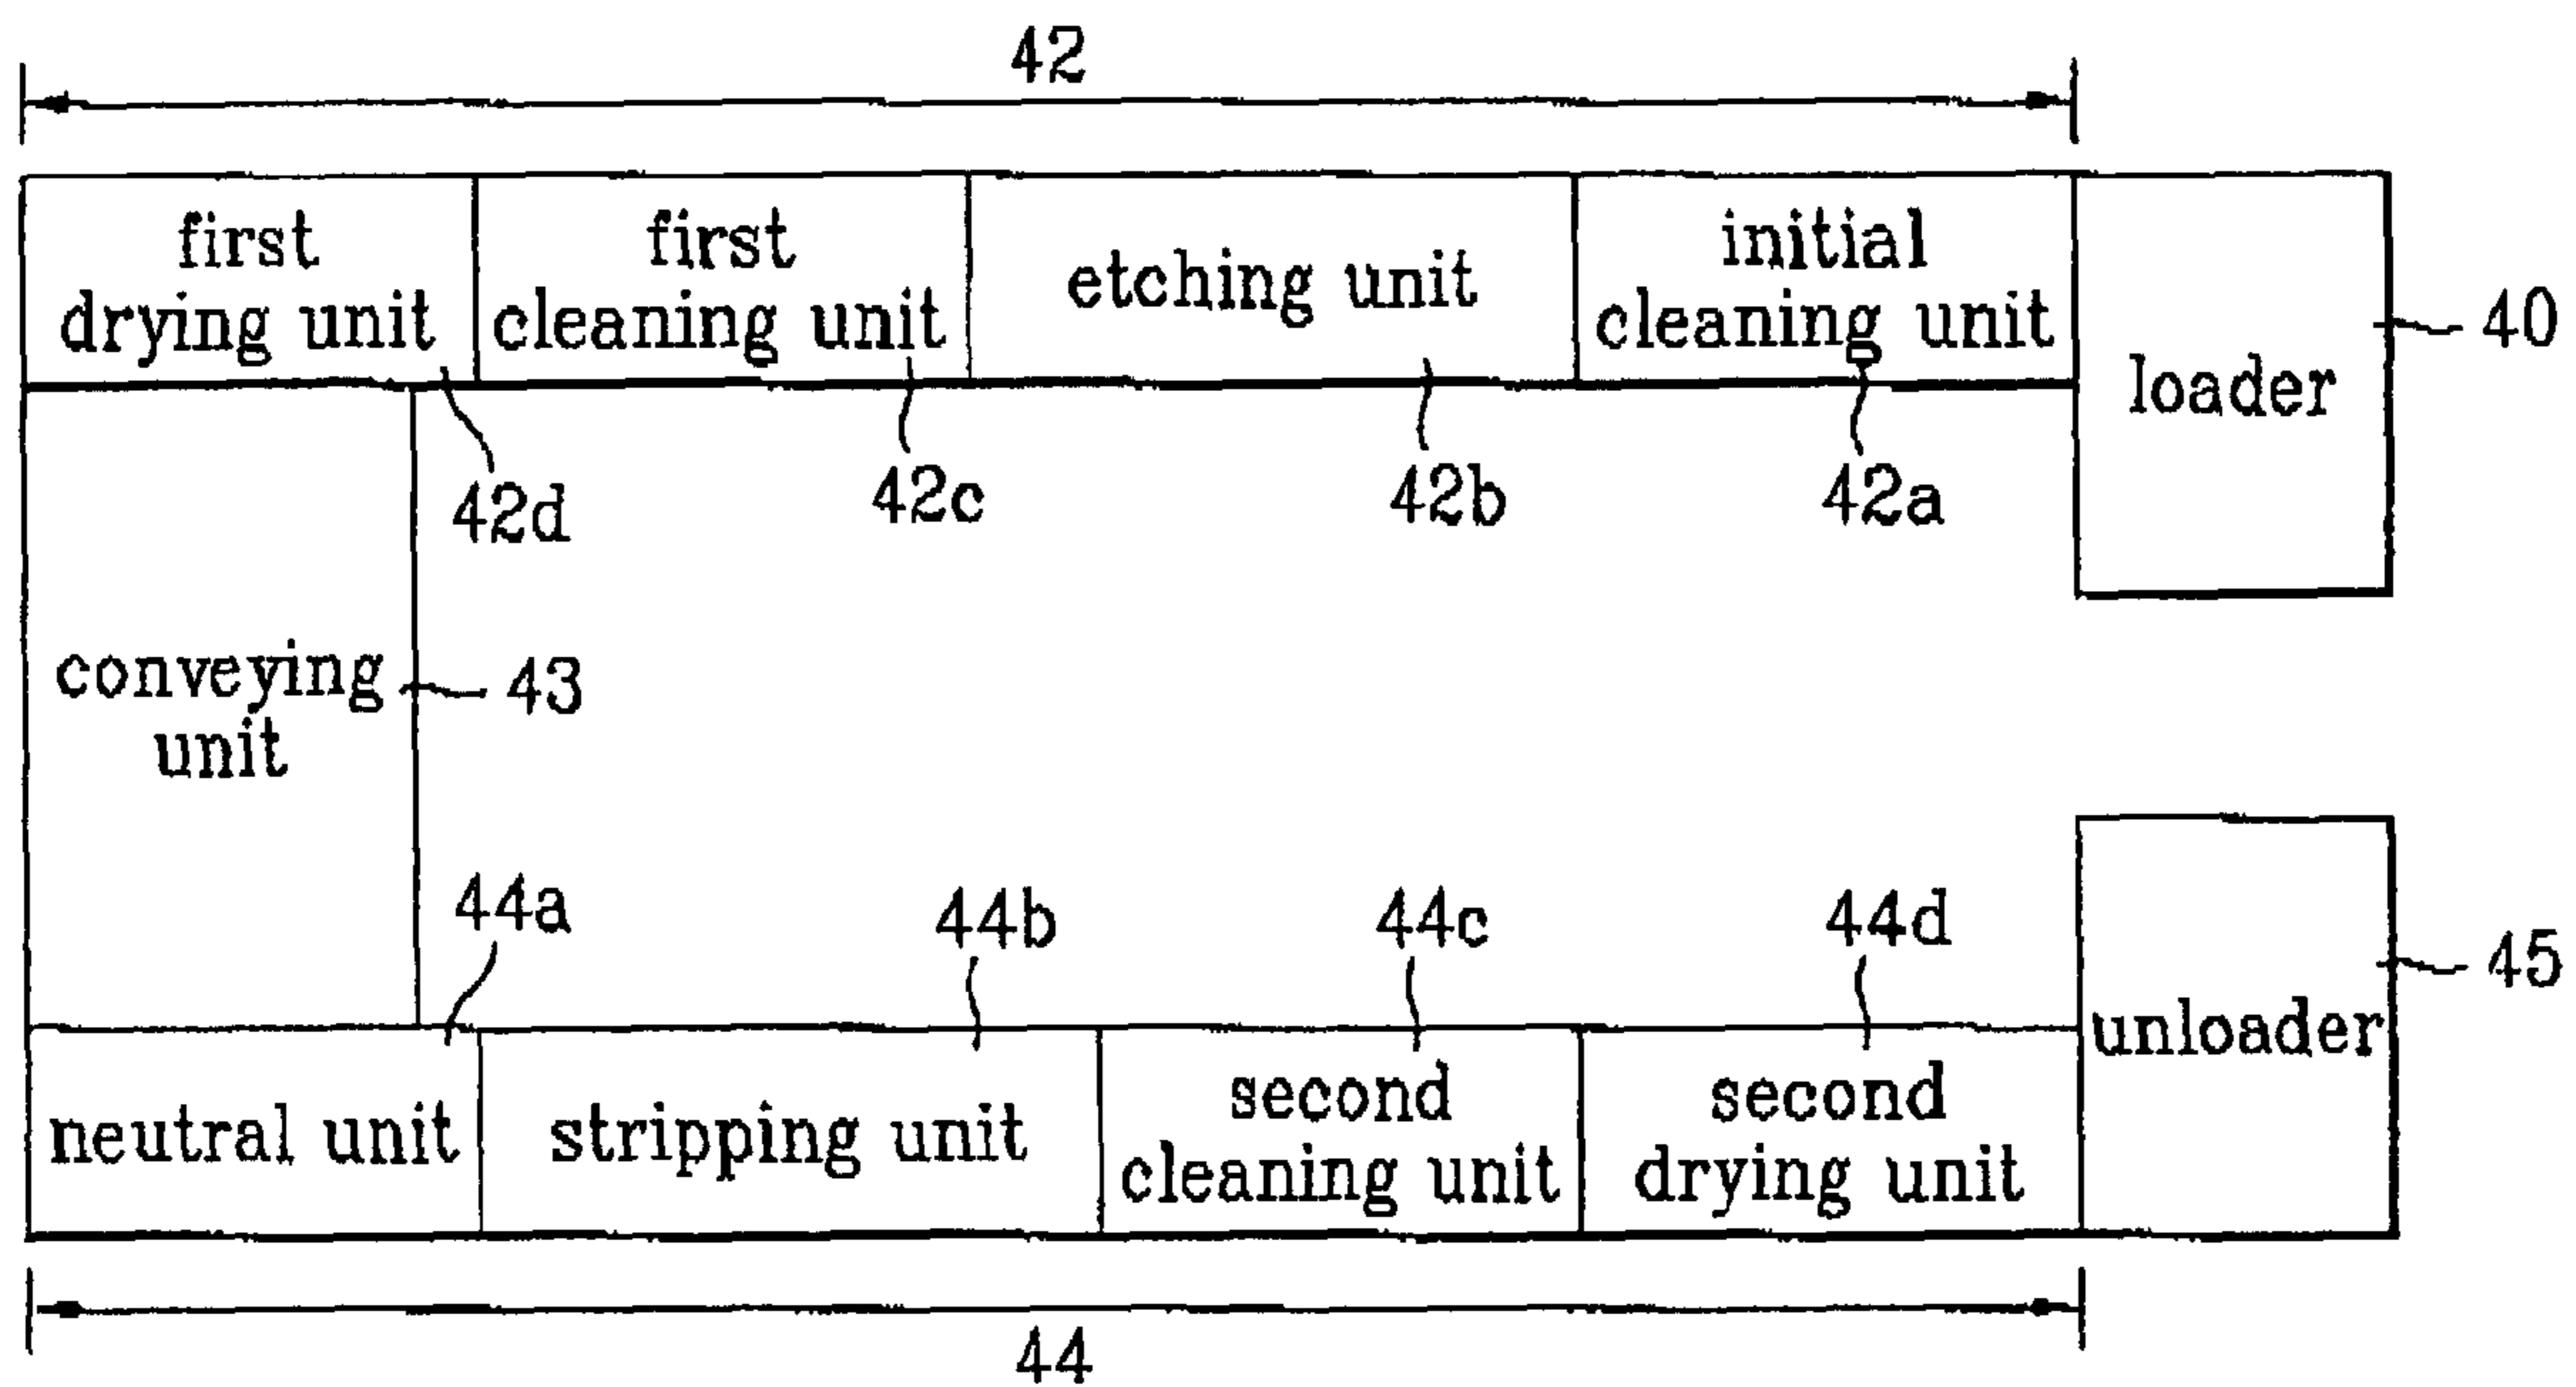 42
first
drying unit
first
cleaning unit
etching unit
initial
cleaning unit
loader
40
42d
42c
42b
42a
conveying
unit
43
44a
44b
44c
44d
45
unloader
neutral unit
stripping unit
second
cleaning unit
second
drying unit
44